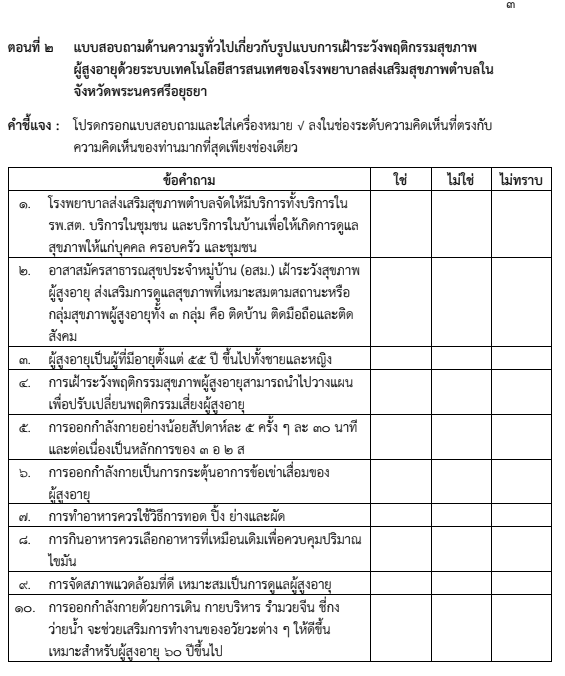 ๓
ตอนที่ ๒ แบบสอบถามด้านความรู้ทั่วไปเกี่ยวกับรูปแบบการเฝ้าระวังพฤติกรรมสุขภาพ
ผู้สูงอายุด้วยระบบเทคโนโลยีสารสนเทศของโรงพยาบาลส่งเสริมสุขภาพตำบลใน
จังหวัดพระนครศรีอยุธยา
คำชี้แจง : โปรดกรอกแบบสอบถามและใส่เครื่องหมาย √ ลงในช่องระดับความคิดเห็นที่ตรงกับ
ความคิดเห็นของท่านมากที่สุดเพียงช่องเดียว
ข้อคำถาม ใช่ ไม่ใช่ ไม่ทราบ
๑. โรงพยาบาลส่งเสริมสุขภาพตำบลจัดให้มีบริการทั้งบริการใน
รพ.สต. บริการในชุมชน และบริการในบ้านเพื่อให้เกิดการดูแล
สุขภาพให้แก่บุคคล ครอบครัว และชุมชน
๒. อาสาสมัครสาธารณสุขประจำหมู่บ้าน (อสม.) เฝ้าระวังสุขภาพ
ผู้สูงอายุ ส่งเสริมการดูแลสุขภาพที่เหมาะสมตามสถานะหรือ
กลุ่มสุขภาพผู้สูงอายุทั้ง ๓ กลุ่ม คือ ติดบ้าน ติดมือถือและติด
สังคม
๓. ผู้สูงอายุเป็นผู้ที่มีอายุตั้งแต่ ๕๕ ปี ขึ้นไปทั้งชายและหญิง
๔. การเฝ้าระวังพฤติกรรมสุขภาพผู้สูงอายุสามารถนำไปวางแผน
เพื่อปรับเปลี่ยนพฤติกรรมเสี่ยงผู้สูงอายุ
๕. การออกกำลังกายอย่างน้อยสัปดาห์ละ ๕ ครั้ง ๆ ละ ๓๐ นาที
และต่อเนื่องเป็นหลักการของ ๓ อ ๒ ส
๖. การออกกำลังกายเป็นการกระตุ้นอาการข้อเข่าเสื่อมของ
ผู้สูงอายุ
๗. การทำอาหารควรใช้วิธีการทอด ปิ้ง ย่างและผัด
๘. การกินอาหารควรเลือกอาหารที่เหมือนเดิมเพื่อควบคุมปริมาณ
ไขมัน
๙. การจัดสภาพแวดล้อมที่ดี เหมาะสมเป็นการดูแลผู้สูงอายุ
๑๐. การออกกำลังกายด้วยการเดิน กายบริหาร รำมวยจีน ชี่กง
ว่ายน้ำ จะช่วยเสริมการทำงานของอวัยวะต่าง ๆ ให้ดีขึ้น
เหมาะสำหรับผู้สูงอายุ ๖๐ ปีขึ้นไป